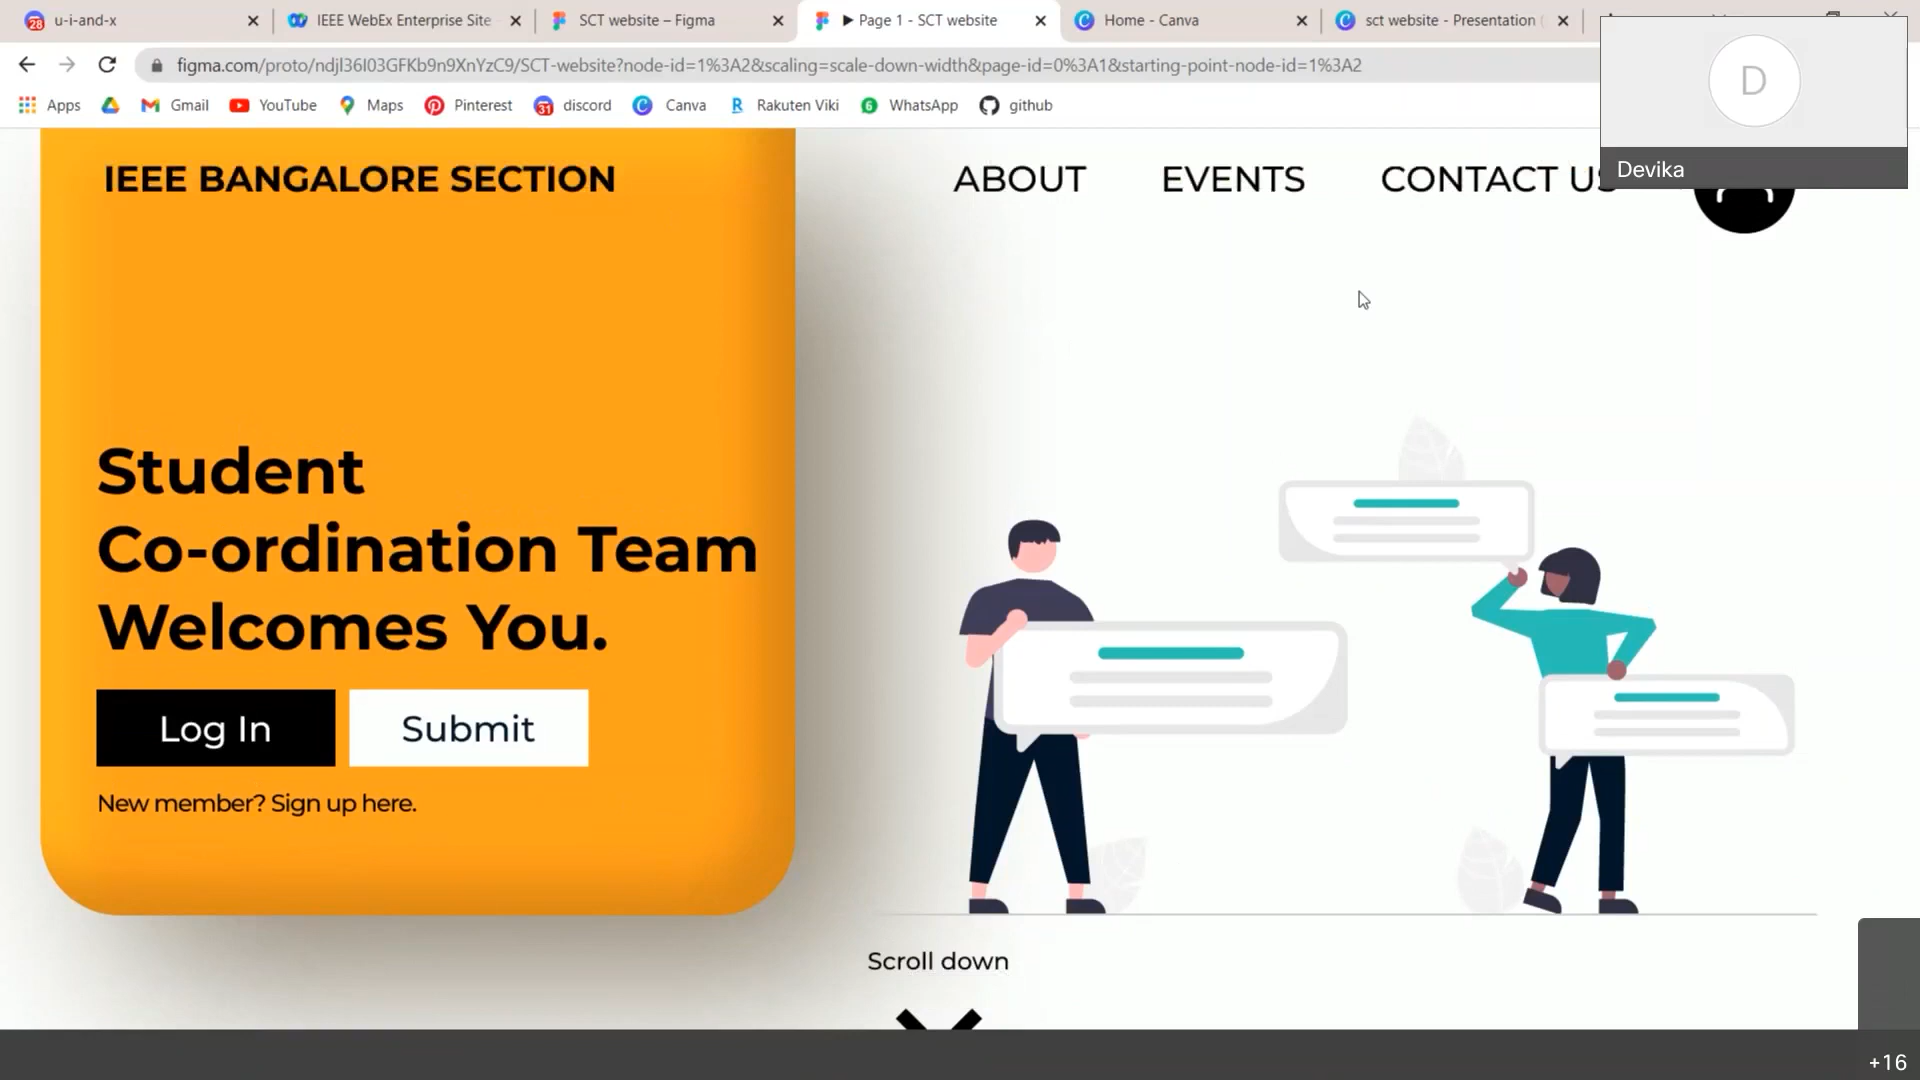 u-i-and-x
IEEE WebEx Enterprise Site
SCT website – Figma
Page 1 - SCT website
Home - Canva
sct website - Presentation
figma.com/proto/ndjl36I03GFKb9n9XnYzC9/SCT-website?node-id=1%3A2&scaling=scale-down-width&page-id=0%3A1&starting-point-node-id=1%3A2
Apps
Gmail
YouTube
Maps
Pinterest
31
discord
Canva
R
Rakuten Viki
6
WhatsApp
github
28
D
Devika
IEEE BANGALORE SECTION
ABOUT
EVENTS
CONTACT US
Student
Co-ordination Team
Welcomes You.
Log In
Submit
New member? Sign up here.
Scroll down
+16